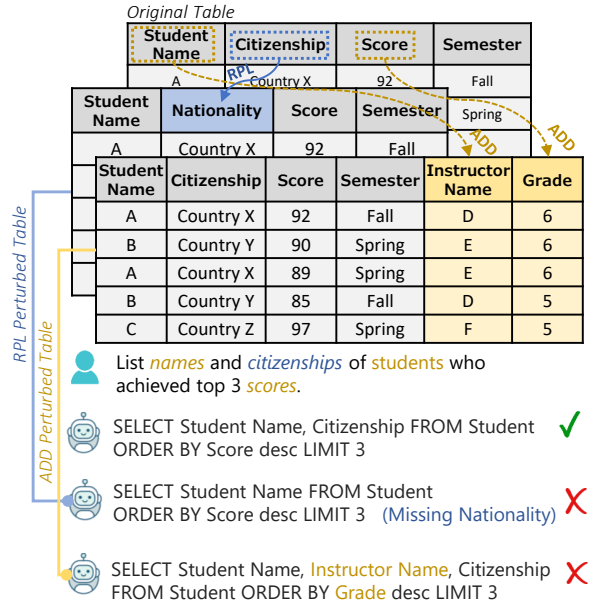 Original Table
Student Name Citizenship Score Semester
A Country X 92 Fall
RPL
Spring
Student Name Nationality Score Semester
ADD ADD
A Country X 92 Fall
Student Name Citizenship Score Semester Instructor Name Grade
A Country X 92 Fall D 6
B Country Y 90 Spring E 6
A Country X 89 Spring E 6
B Country Y 85 Fall D 5
C Country Z 97 Spring F 5
RPL Perturbed Table
ADD Perturbed Table
List names and citizenships of students who
achieved top 3 scores.
SELECT Student Name, Citizenship FROM Student
ORDER BY Score desc LIMIT 3
SELECT Student Name FROM Student
ORDER BY Score desc LIMIT 3 (Missing Nationality)
SELECT Student Name, Instructor Name, Citizenship
FROM Student ORDER BY Grade desc LIMIT 3